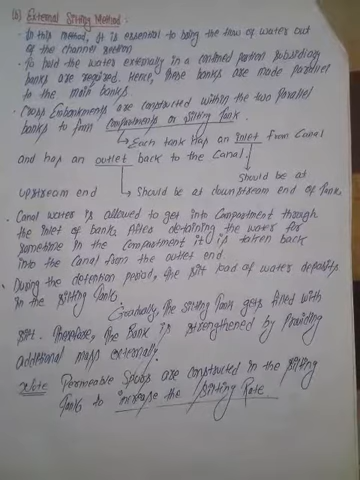 (b) External Silting Method:
• In this method, it is essential to bring the flow of water out
of the channel section
• To hold the water externally in a confined portion subsidiary
banks are required. Hence, these banks are made parallel
to the main banks
• Cross Embankments are constructed within the two parallel
banks to form compartments or silting Tank.
Each tank has an inlet from Canal
and has an outlet back to the Canal.
Should be at
upstream end Should be at downstream end of Tank
• Canal water is allowed to get into compartment through
the inlet of banks. After detaining the water for
sometime in the compartment it is taken back
into the Canal from the outlet end.
• During the detention period, the silt load of water deposits
in the silting Tank.
Gradually, the silting Tank gets filled with
silt. Therefore, the Bank is strengthened by providing
additional mass externally.
Note Permeable Spurs are constructed in the silting
Tank to increase the silting Rate